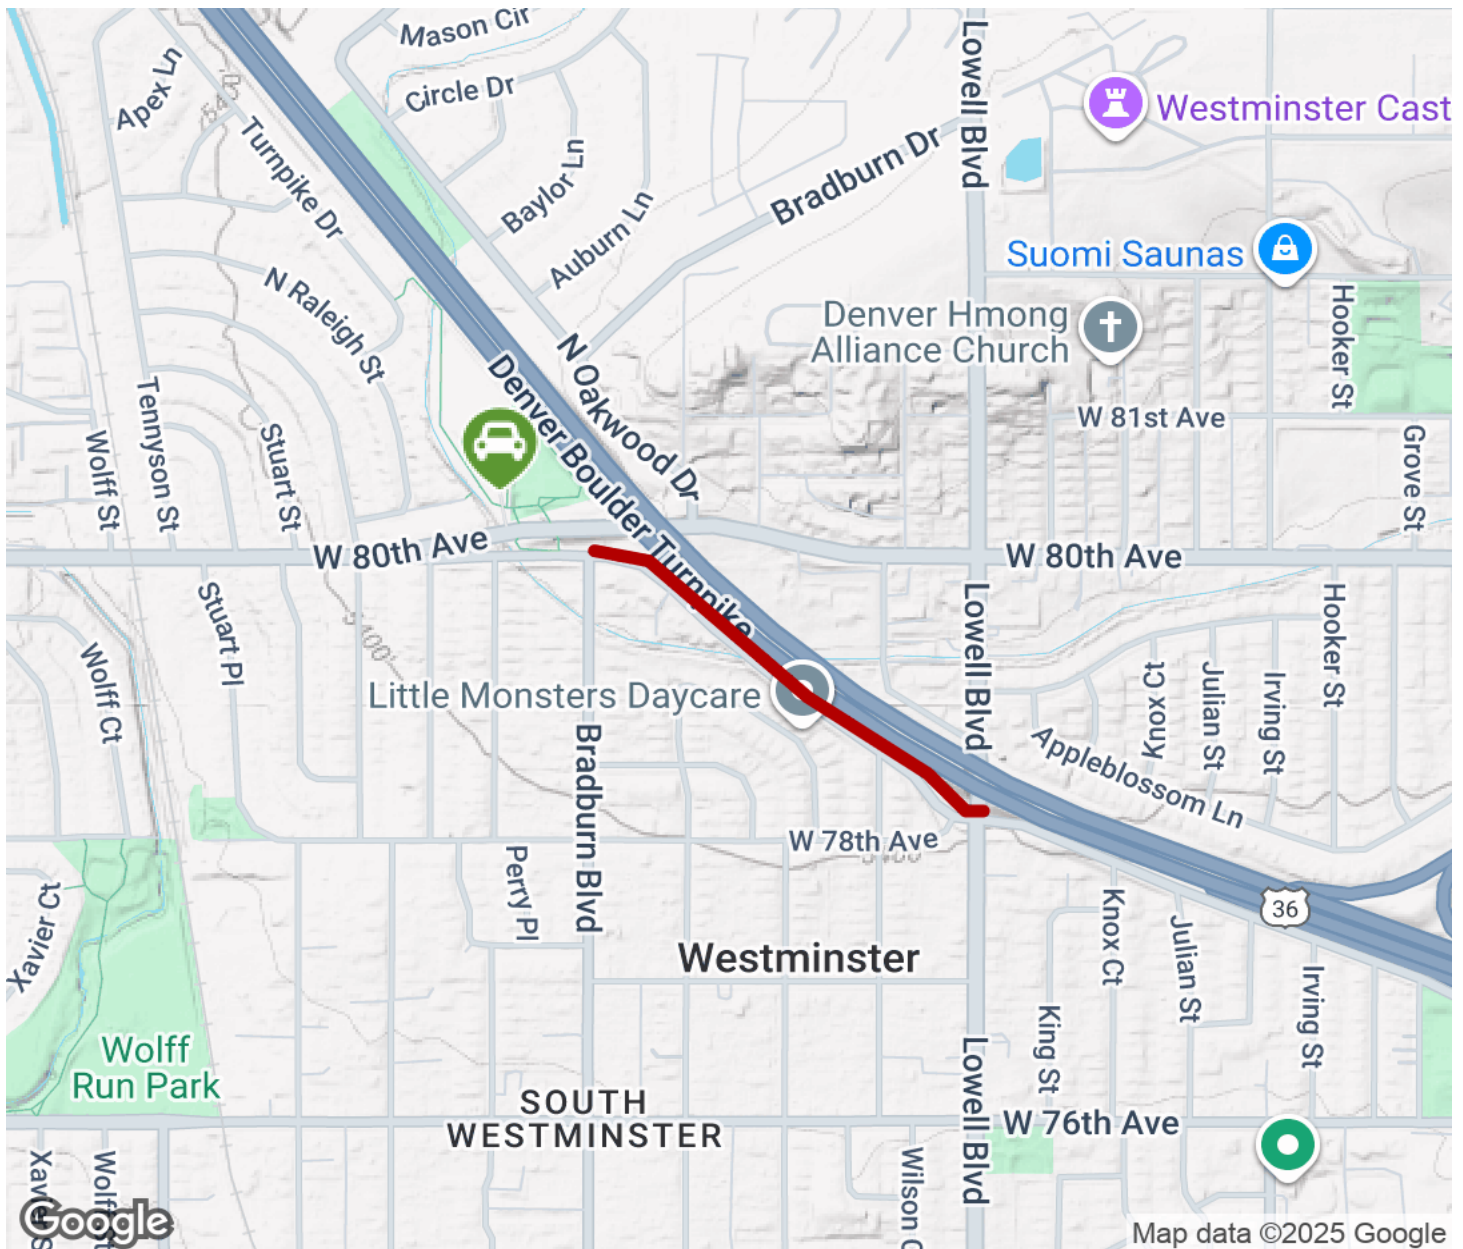 Mason Cir
Circle Dr
Apex Ln
Turnpike Dr
Baylor Ln
Auburn Ln
Bradburn Dr
Lowell Blvd
Westminster Cast
Suomi Saunas
Denver Hmong
Alliance Church
Hooker St
N Raleigh St
N Oakwood Dr
Denver Boulder Turnpike
Tennyson St
Wolff St
Stuart St
W 81st Ave
Grove St
W 80th Ave
W 80th Ave
Stuart Pl
5400'
Lowell Blvd
Hooker St
Wolff Ct
Little Monsters Daycare
Bradburn Blvd
Knox Ct
Julian St
Irving St
Appleblossom Ln
W 78th Ave
Perry Pl
Xavier Ct
36
Knox Ct
Julian St
Irving St
King St
Westminster
Wolff
Run Park
SOUTH
WESTMINSTER
Lowell Blvd
W 76th Ave
Wilson
Google
Map data ©2025 Google